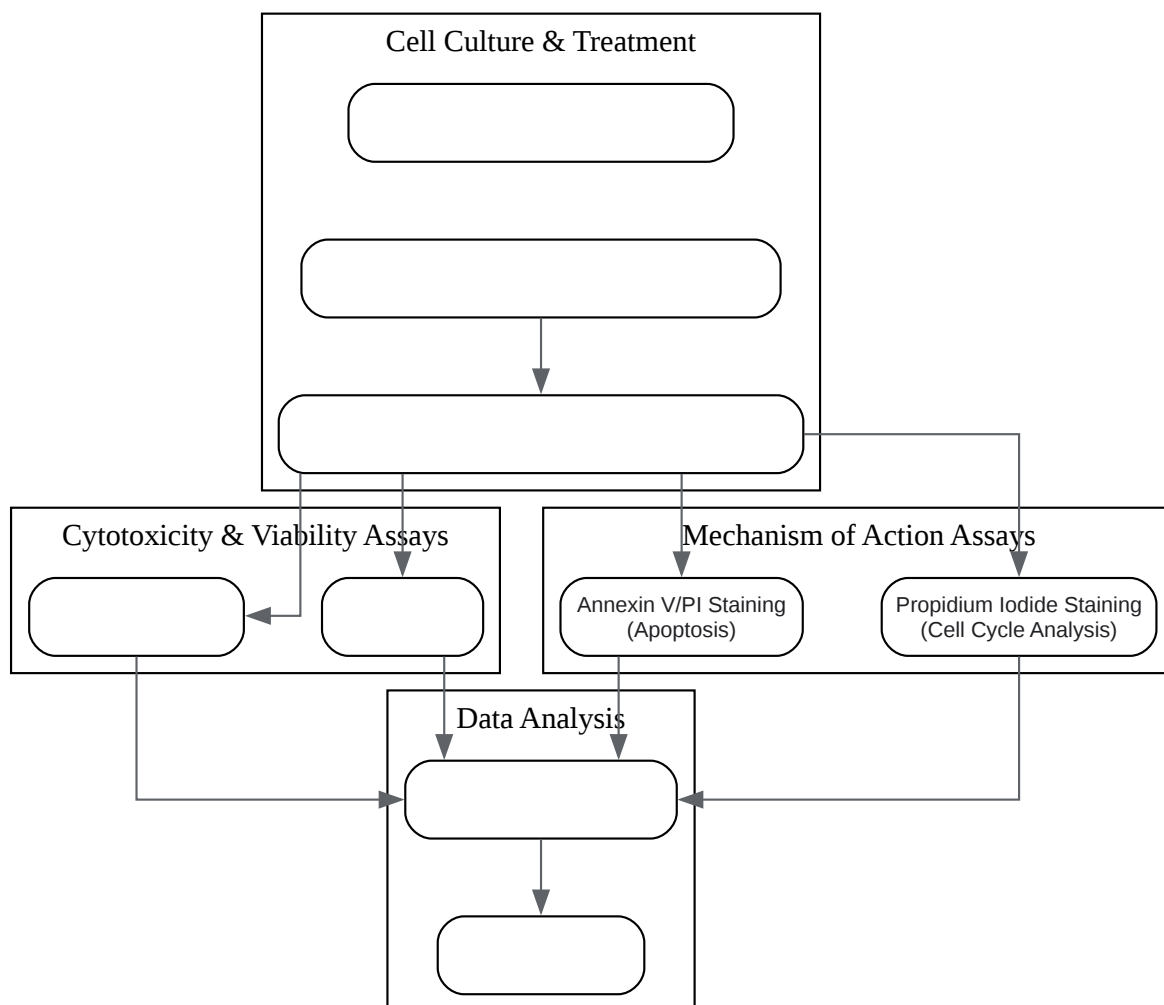 Cell Culture & Treatment
Cytotoxicity & Viability Assays
Mechanism of Action Assays
Annexin V/PI Staining
(Apoptosis)
Propidium Iodide Staining
(Cell Cycle Analysis)
Data Analysis